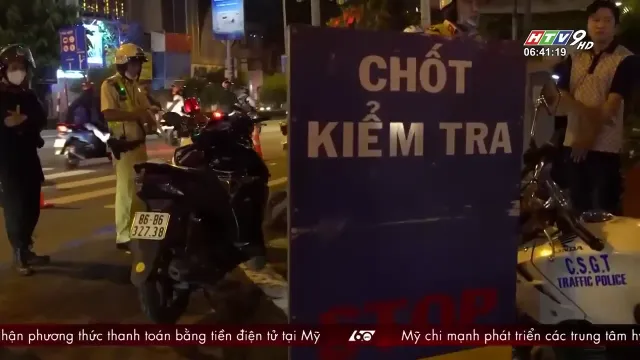 HTV9 HD
06:41:19
CHỐT
KIỂM TRA
STOP
86-B6
327.38
C.S.G.T
TRAFFIC POLICE
hận phương thức thanh toán bằng tiền điện tử tại Mỹ
60
Mỹ chi mạnh phát triển các trung tâm h